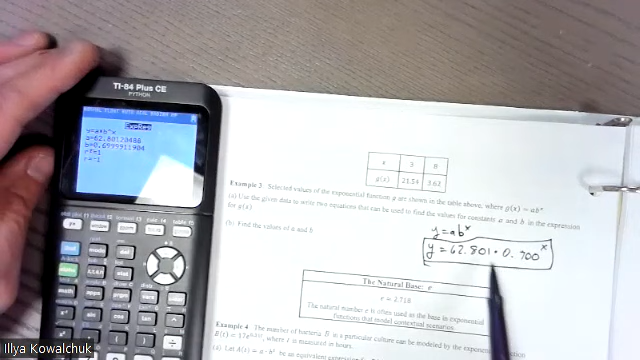 TI-84 Plus CE
PYTHON
ExpReg
y=a*b^x
a=62.80120486
b=0.6999911904
r²=1
r=-1
x 3 8
g(x) 21.54 3.62
Example 3 Selected values of the exponential function g are shown in the table above, where g(x) = abˣ
(a) Use the given data to write two equations that can be used to find the values for constants a and b in the expression
for g(x)
y=abˣ
(b) Find the values of a and b
y = 62.801 · 0.700ˣ
The Natural Base: e
e ≈ 2.718
The natural number e is often used as the base in exponential
functions that model contextual scenarios.
Example 4 The number of bacteria B in a particular culture can be modeled by the exponential
where t is measured in hours.
Illya Kowalchuk